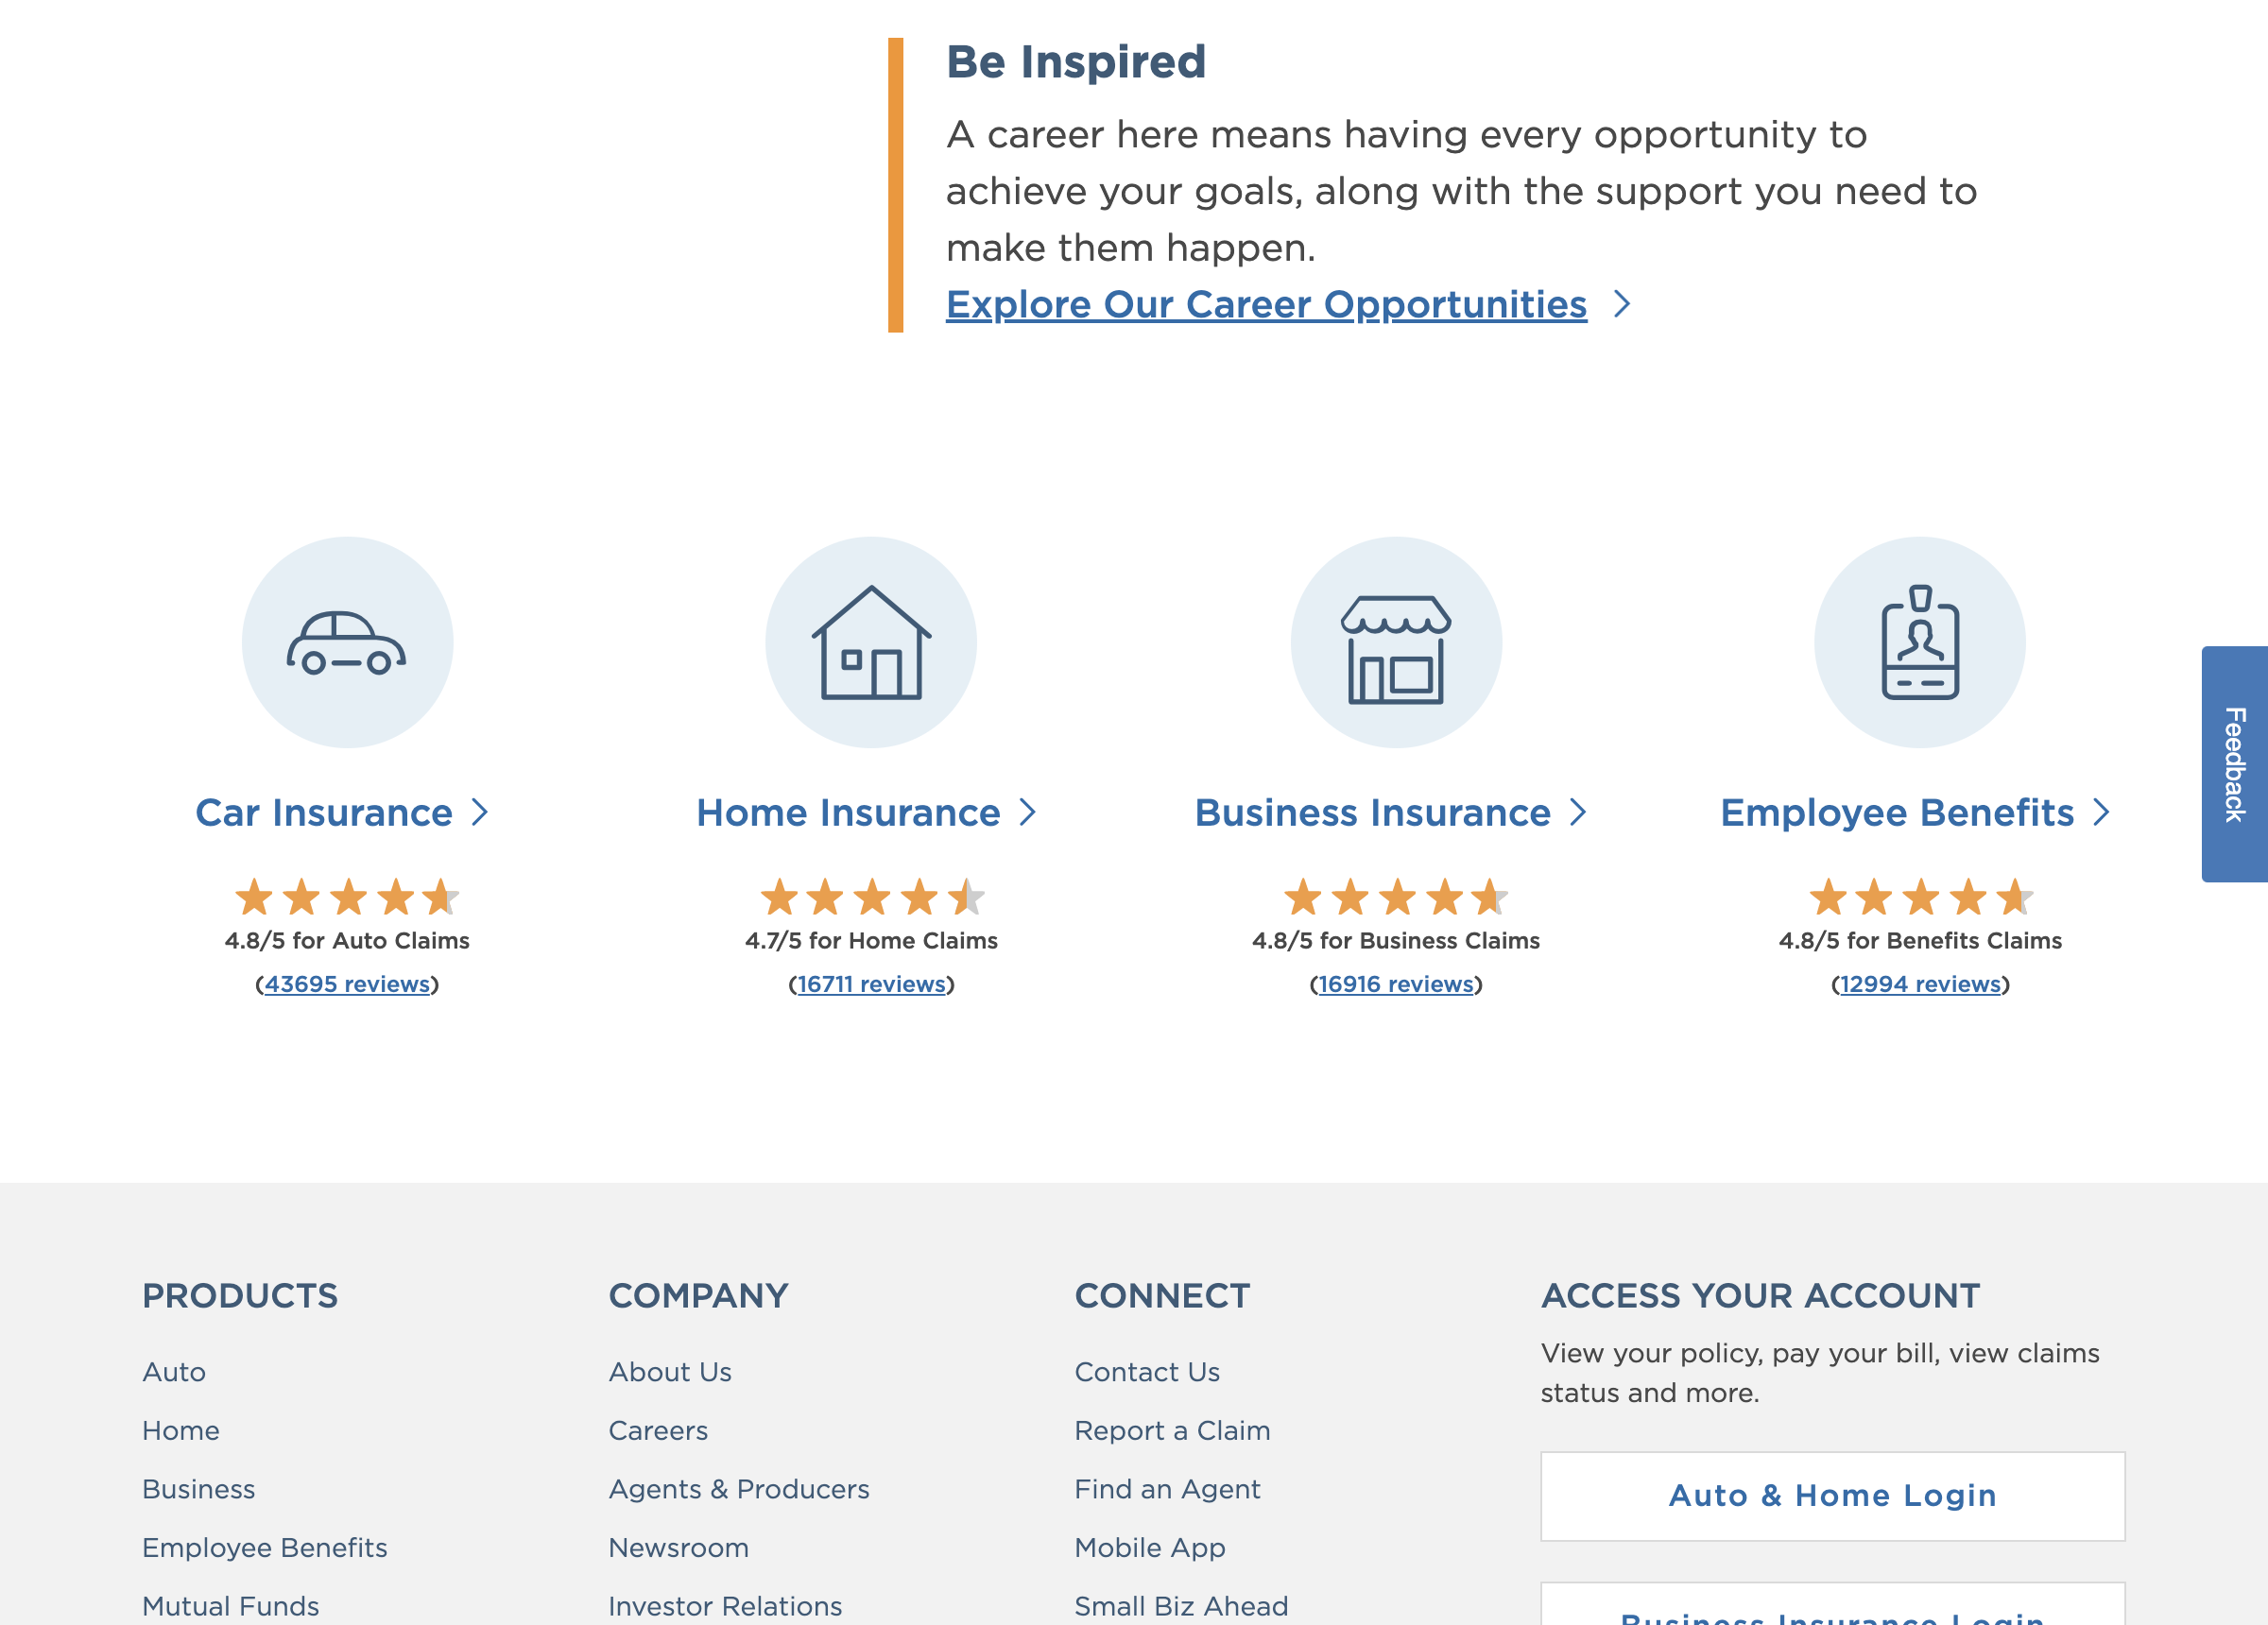 Be Inspired
A career here means having every opportunity to
achieve your goals, along with the support you need to
make them happen.
Explore Our Career Opportunities
Car Insurance
4.8/5 for Auto Claims
(43695 reviews)
Home Insurance
4.7/5 for Home Claims
(16711 reviews)
Business Insurance
4.8/5 for Business Claims
(16916 reviews)
Employee Benefits
4.8/5 for Benefits Claims
(12994 reviews)
Feedback
PRODUCTS
Auto
Home
Business
Employee Benefits
Mutual Funds
COMPANY
About Us
Careers
Agents & Producers
Newsroom
Investor Relations
CONNECT
Contact Us
Report a Claim
Find an Agent
Mobile App
Small Biz Ahead
ACCESS YOUR ACCOUNT
View your policy, pay your bill, view claims
status and more.
Auto & Home Login
Business Insurance Login